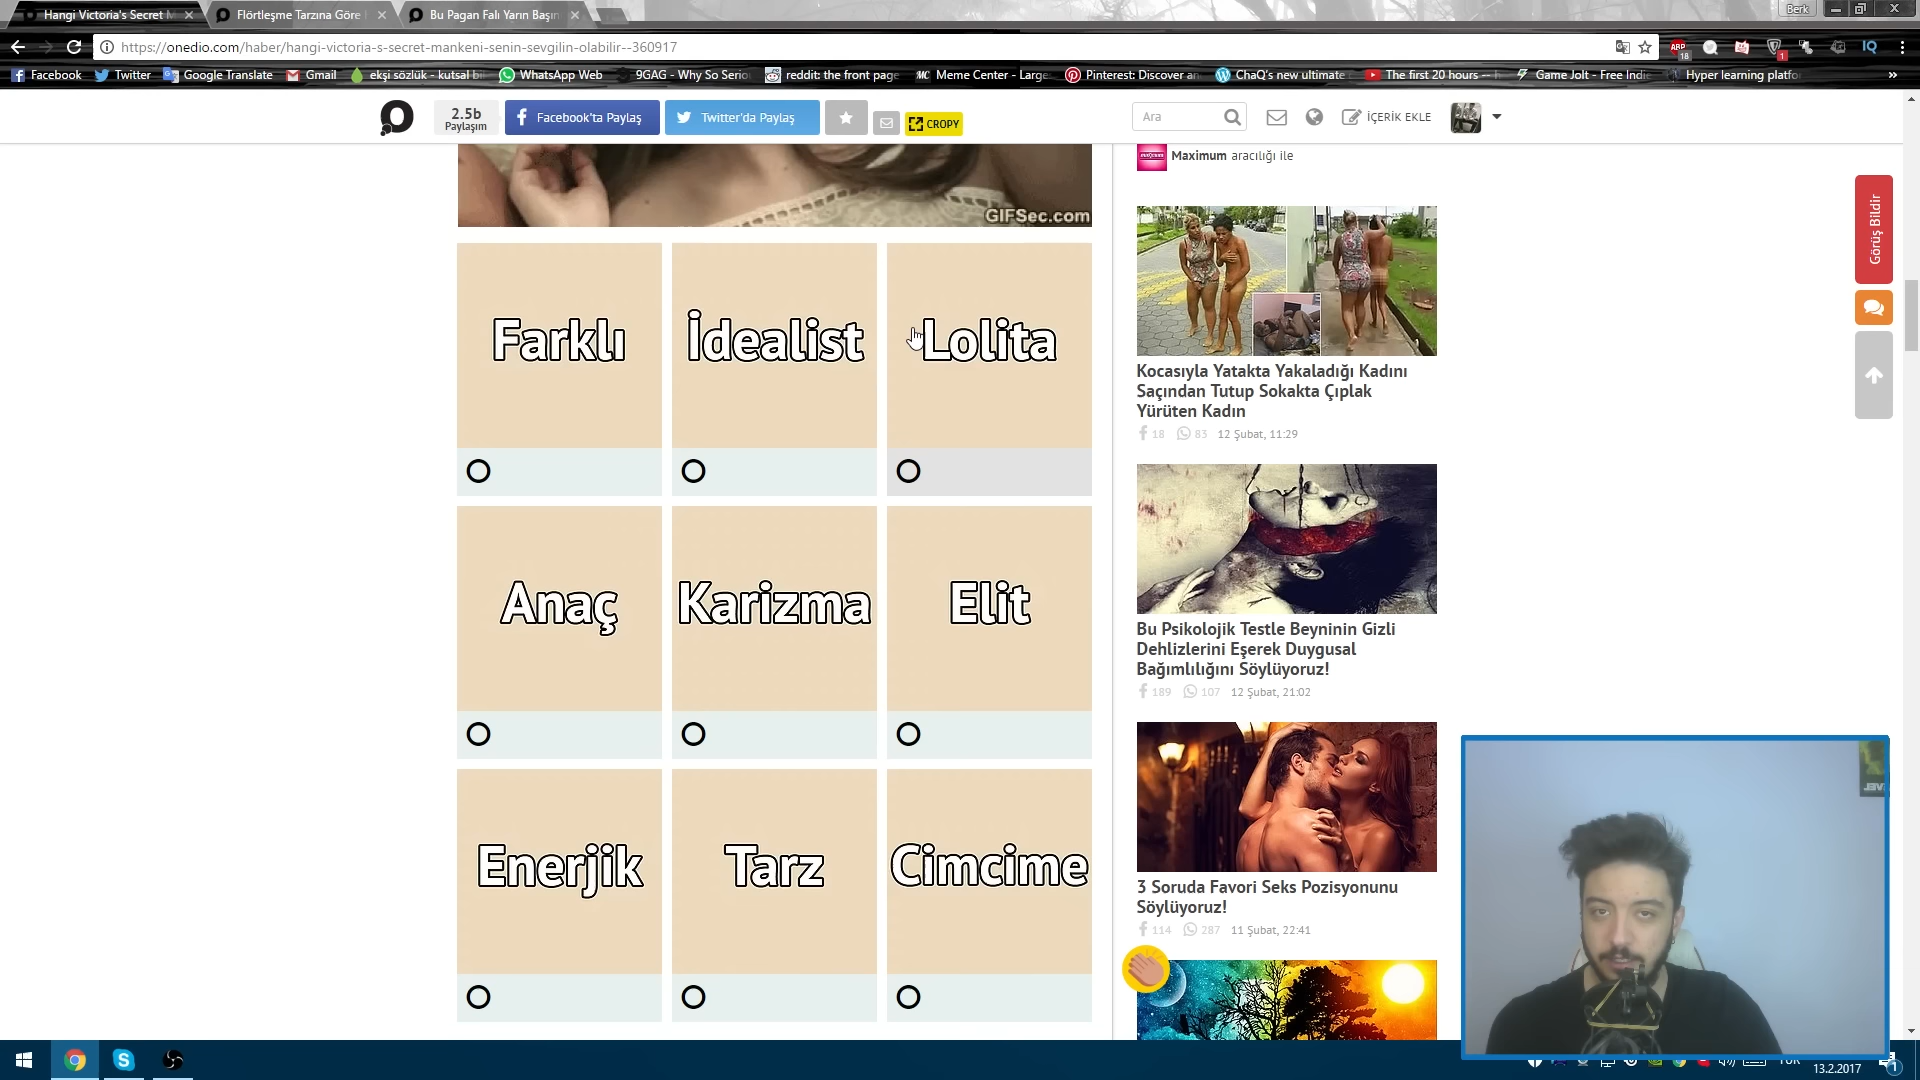 Hangi Victoria's Secret M
Flörtleşme Tarzına Göre
Bu Pagan Falı Yarın Başın
Berk
https://onedio.com/haber/hangi-victoria-s-secret-mankeni-senin-sevgilin-olabilir--360917
ABP
18
1
IQ
Facebook
Twitter
Google Translate
Gmail
ekşi sözlük - kutsal bi
WhatsApp Web
9GAG - Why So Serio
reddit: the front page
Meme Center - Large
Pinterest: Discover an
ChaQ's new ultimate
The first 20 hours --
Game Jolt - Free Indie
Hyper learning platfo
»
2.5b
Paylaşım
Facebook'ta Paylaş
Twitter'da Paylaş
CROPY
Ara
İÇERİK EKLE
Maximum aracılığı ile
GIFSec.com
Görüş Bildir
Farklı
İdealist
Lolita
Anaç
Karizma
Elit
Enerjik
Tarz
Cimcime
Kocasıyla Yatakta Yakaladığı Kadını
Saçından Tutup Sokakta Çıplak
Yürüten Kadın
18 83 12 Şubat, 11:29
Bu Psikolojik Testle Beyninin Gizli
Dehlizlerini Eşerek Duygusal
Bağımlılığını Söylüyoruz!
189 107 12 Şubat, 21:02
3 Soruda Favori Seks Pozisyonunu
Söylüyoruz!
114 287 11 Şubat, 22:41
TUR
13.2.2017
1